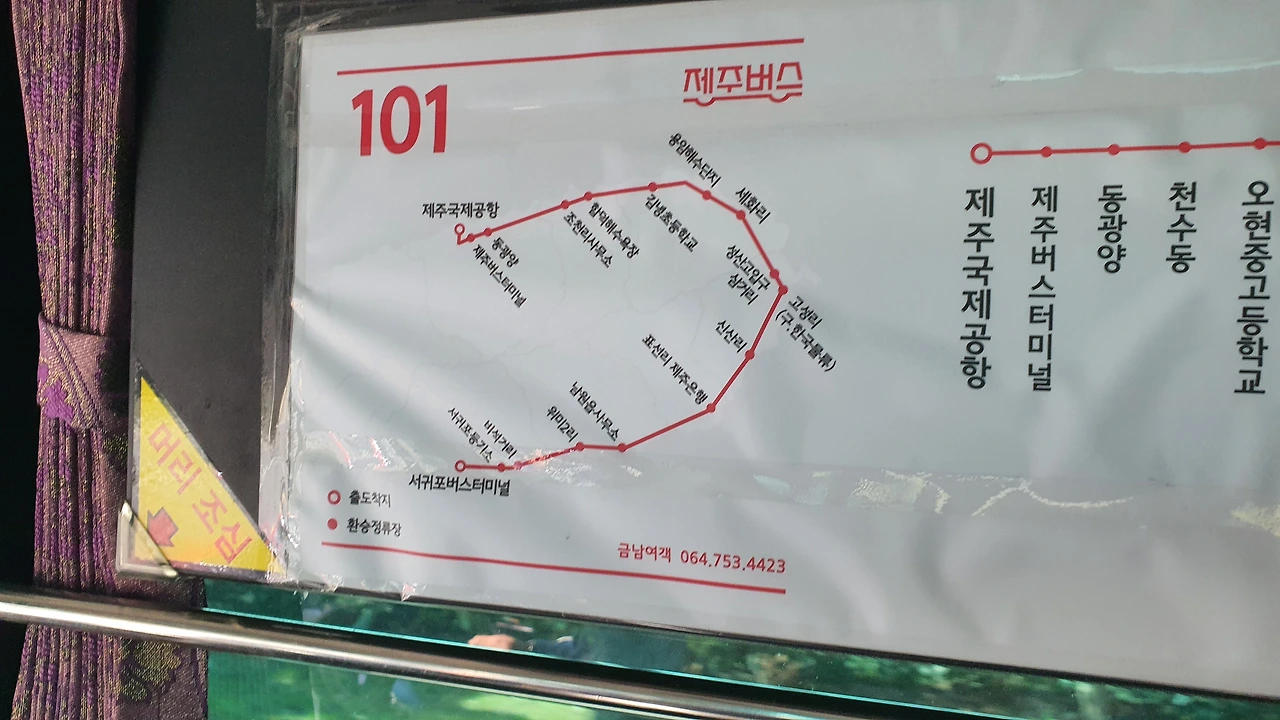 101
제주버스
제주국제공항
제주버스터미널
동광양
조천리사무소
함덕해수욕장
김녕초등학교
용암해수단지
세화리
성산고입구
삼거리
고성리
(구.한국물류)
신산리
표선리 제주은행
남원읍사무소
위미2리
비석거리
서귀포등기소
서귀포버스터미널
출도착지
환승정류장
금남여객 064.753.4423
제주국제공항
제주버스터미널
동광양
천수동
오현중고등학교
머리 조심